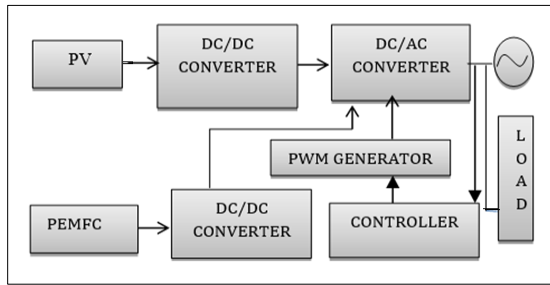 PV
DC/DC
CONVERTER
DC/AC
CONVERTER
PWM GENERATOR
L
O
A
D
PEMFC
DC/DC
CONVERTER
CONTROLLER